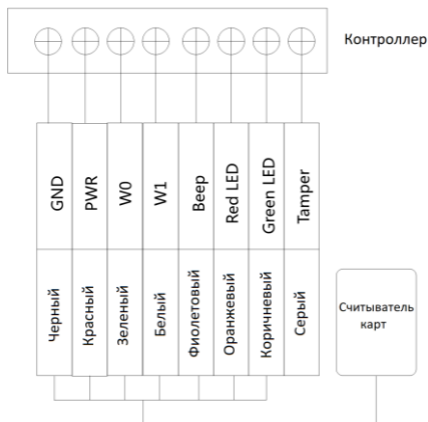 Контроллер
GND
PWR
W0
W1
Beep
Red LED
Green LED
Tamper
Черный
Красный
Зеленый
Белый
Фиолетовый
Оранжевый
Коричневый
Серый
Считыватель
карт